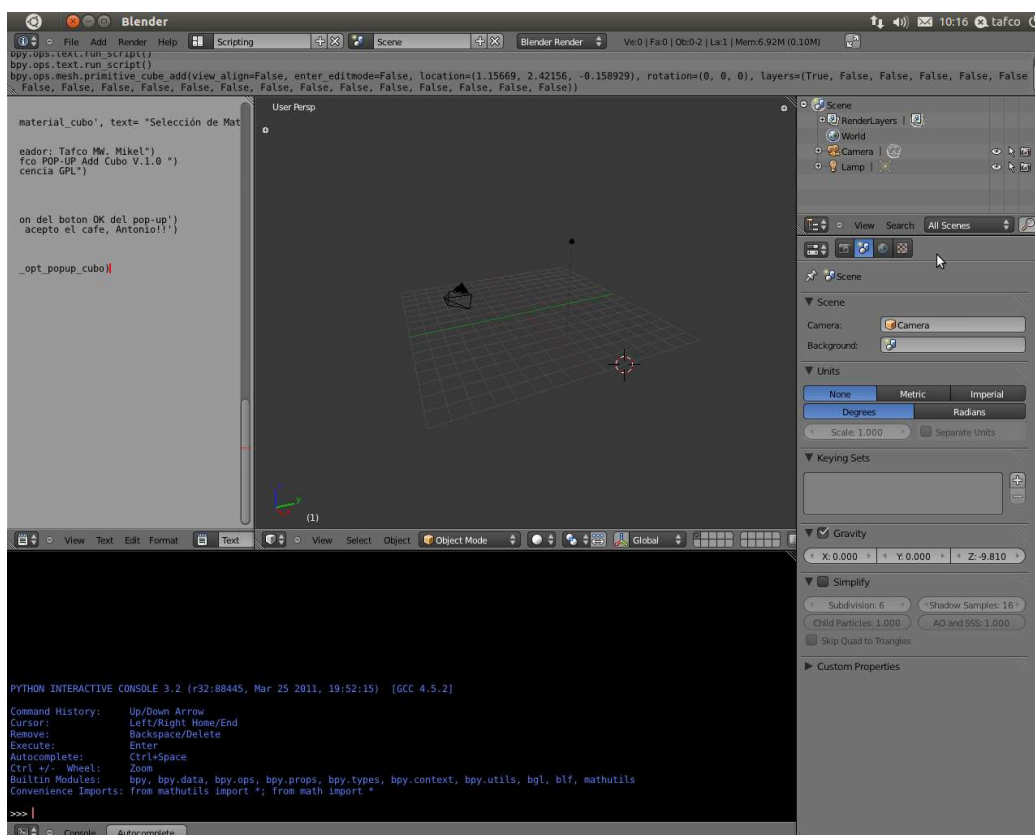 Blender
10:16 tafco
File Add Render Help Scripting Scene Blender Render Ve:0 | Fa:0 | Ob:0-2 | La:1 | Mem:6.92M (0.10M)
bpy.ops.text.run_script()
bpy.ops.text.run_script()
bpy.ops.mesh.primitive_cube_add(view_align=False, enter_editmode=False, location=(1.15669, 2.42156, -0.158929), rotation=(0, 0, 0), layers=(True, False, False, False, False, False
, False, False, False, False, False, False, False, False, False, False, False, False, False, False))
material_cubo', text= "Selección de Mat
eador: Tafco MW. Mikel")
fco POP-UP Add Cubo V.1.0 ")
cencia GPL")
on del boton OK del pop-up')
acepto el cafe, Antonio!!')
_opt_popup_cubo)
View Text Edit Format Text
User Persp
y
(1)
View Select Object Object Mode Global
Scene
RenderLayers |
World
Camera |
Lamp |
View Search All Scenes
Scene
Scene
Camera: Camera
Background:
Units
None Metric Imperial
Degrees Radians
Scale: 1.000 Separate Units
Keying Sets
Gravity
X: 0.000 Y: 0.000 Z: -9.810
Simplify
Subdivision: 6 Shadow Samples: 16
Child Particles: 1.000 AO and SSS: 1.000
Skip Quad to Triangles
Custom Properties
PYTHON INTERACTIVE CONSOLE 3.2 (r32:88445, Mar 25 2011, 19:52:15) [GCC 4.5.2]
Command History: Up/Down Arrow
Cursor: Left/Right Home/End
Remove: Backspace/Delete
Execute: Enter
Autocomplete: Ctrl+Space
Ctrl +/- Wheel: Zoom
Builtin Modules: bpy, bpy.data, bpy.ops, bpy.props, bpy.types, bpy.context, bpy.utils, bgl, blf, mathutils
Convenience Imports: from mathutils import *; from math import *
>>>
Console Autocomplete